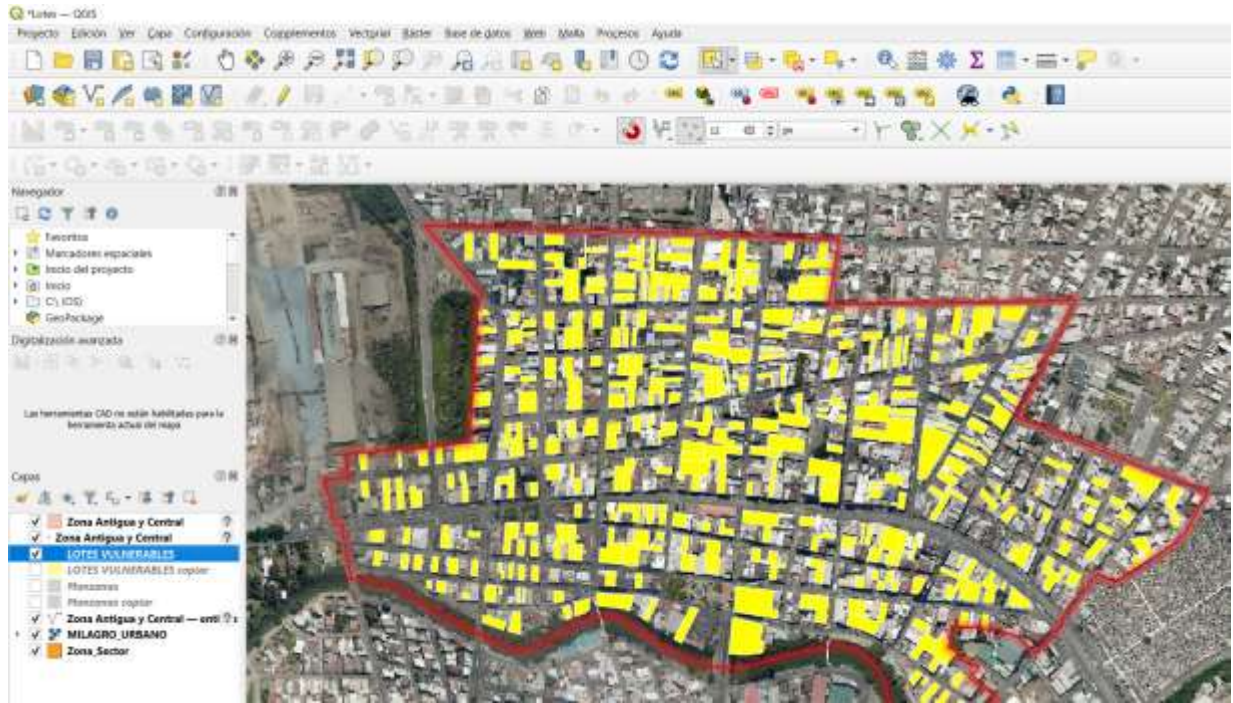 *Lotes — QGIS
Proyecto Edición Ver Capa Configuración Complementos Vectorial Ráster Base de datos Web Malla Procesos Ayuda
Navegador
Favoritos
Marcadores espaciales
Inicio del proyecto
Inicio
C:\ (OS)
GeoPackage
Digitalización avanzada
Las herramientas CAD no están habilitadas para la
herramienta actual del mapa
Capas
Zona Antigua y Central
Zona Antigua y Central
LOTES VULNERABLES
LOTES VULNERABLES copiar
Manzanas
Manzanas copiar
Zona Antigua y Central — enti
MILAGRO_URBANO
Zona_Sector